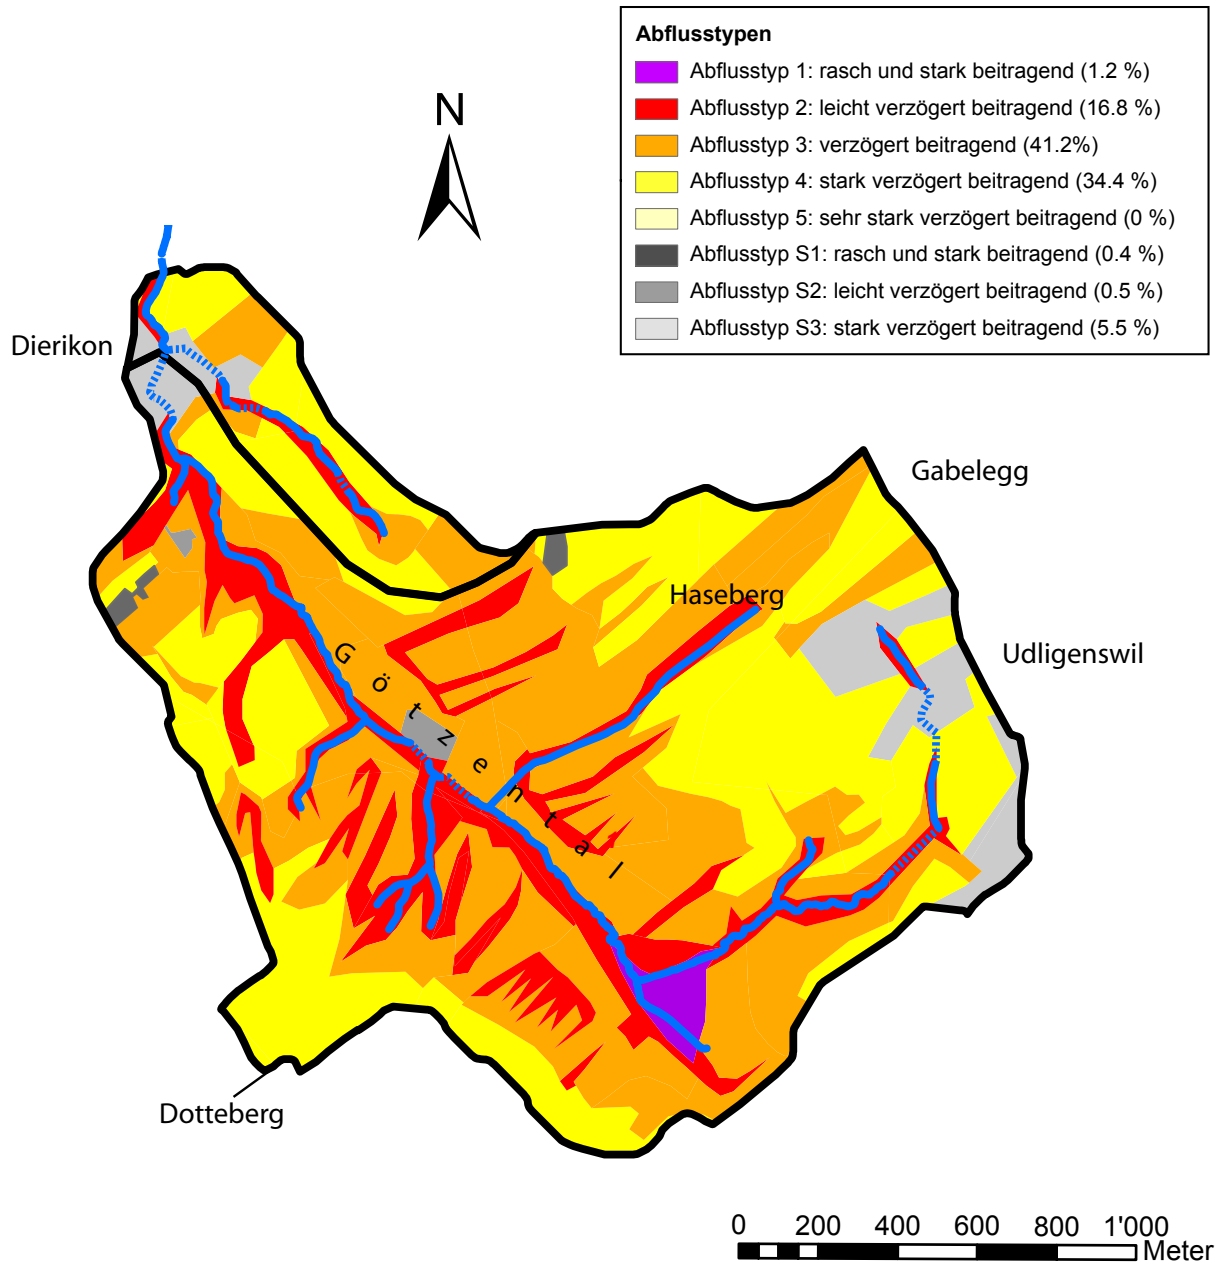 Abflusstypen
Abflusstyp 1: rasch und stark beitragend (1.2 %)
Abflusstyp 2: leicht verzögert beitragend (16.8 %)
Abflusstyp 3: verzögert beitragend (41.2%)
Abflusstyp 4: stark verzögert beitragend (34.4 %)
Abflusstyp 5: sehr stark verzögert beitragend (0 %)
Abflusstyp S1: rasch und stark beitragend (0.4 %)
Abflusstyp S2: leicht verzögert beitragend (0.5 %)
Abflusstyp S3: stark verzögert beitragend (5.5 %)
N
Dierikon
Gabelegg
Haseberg
Udligenswil
Götzental
Dotteberg
0 200 400 600 800 1'000
Meter